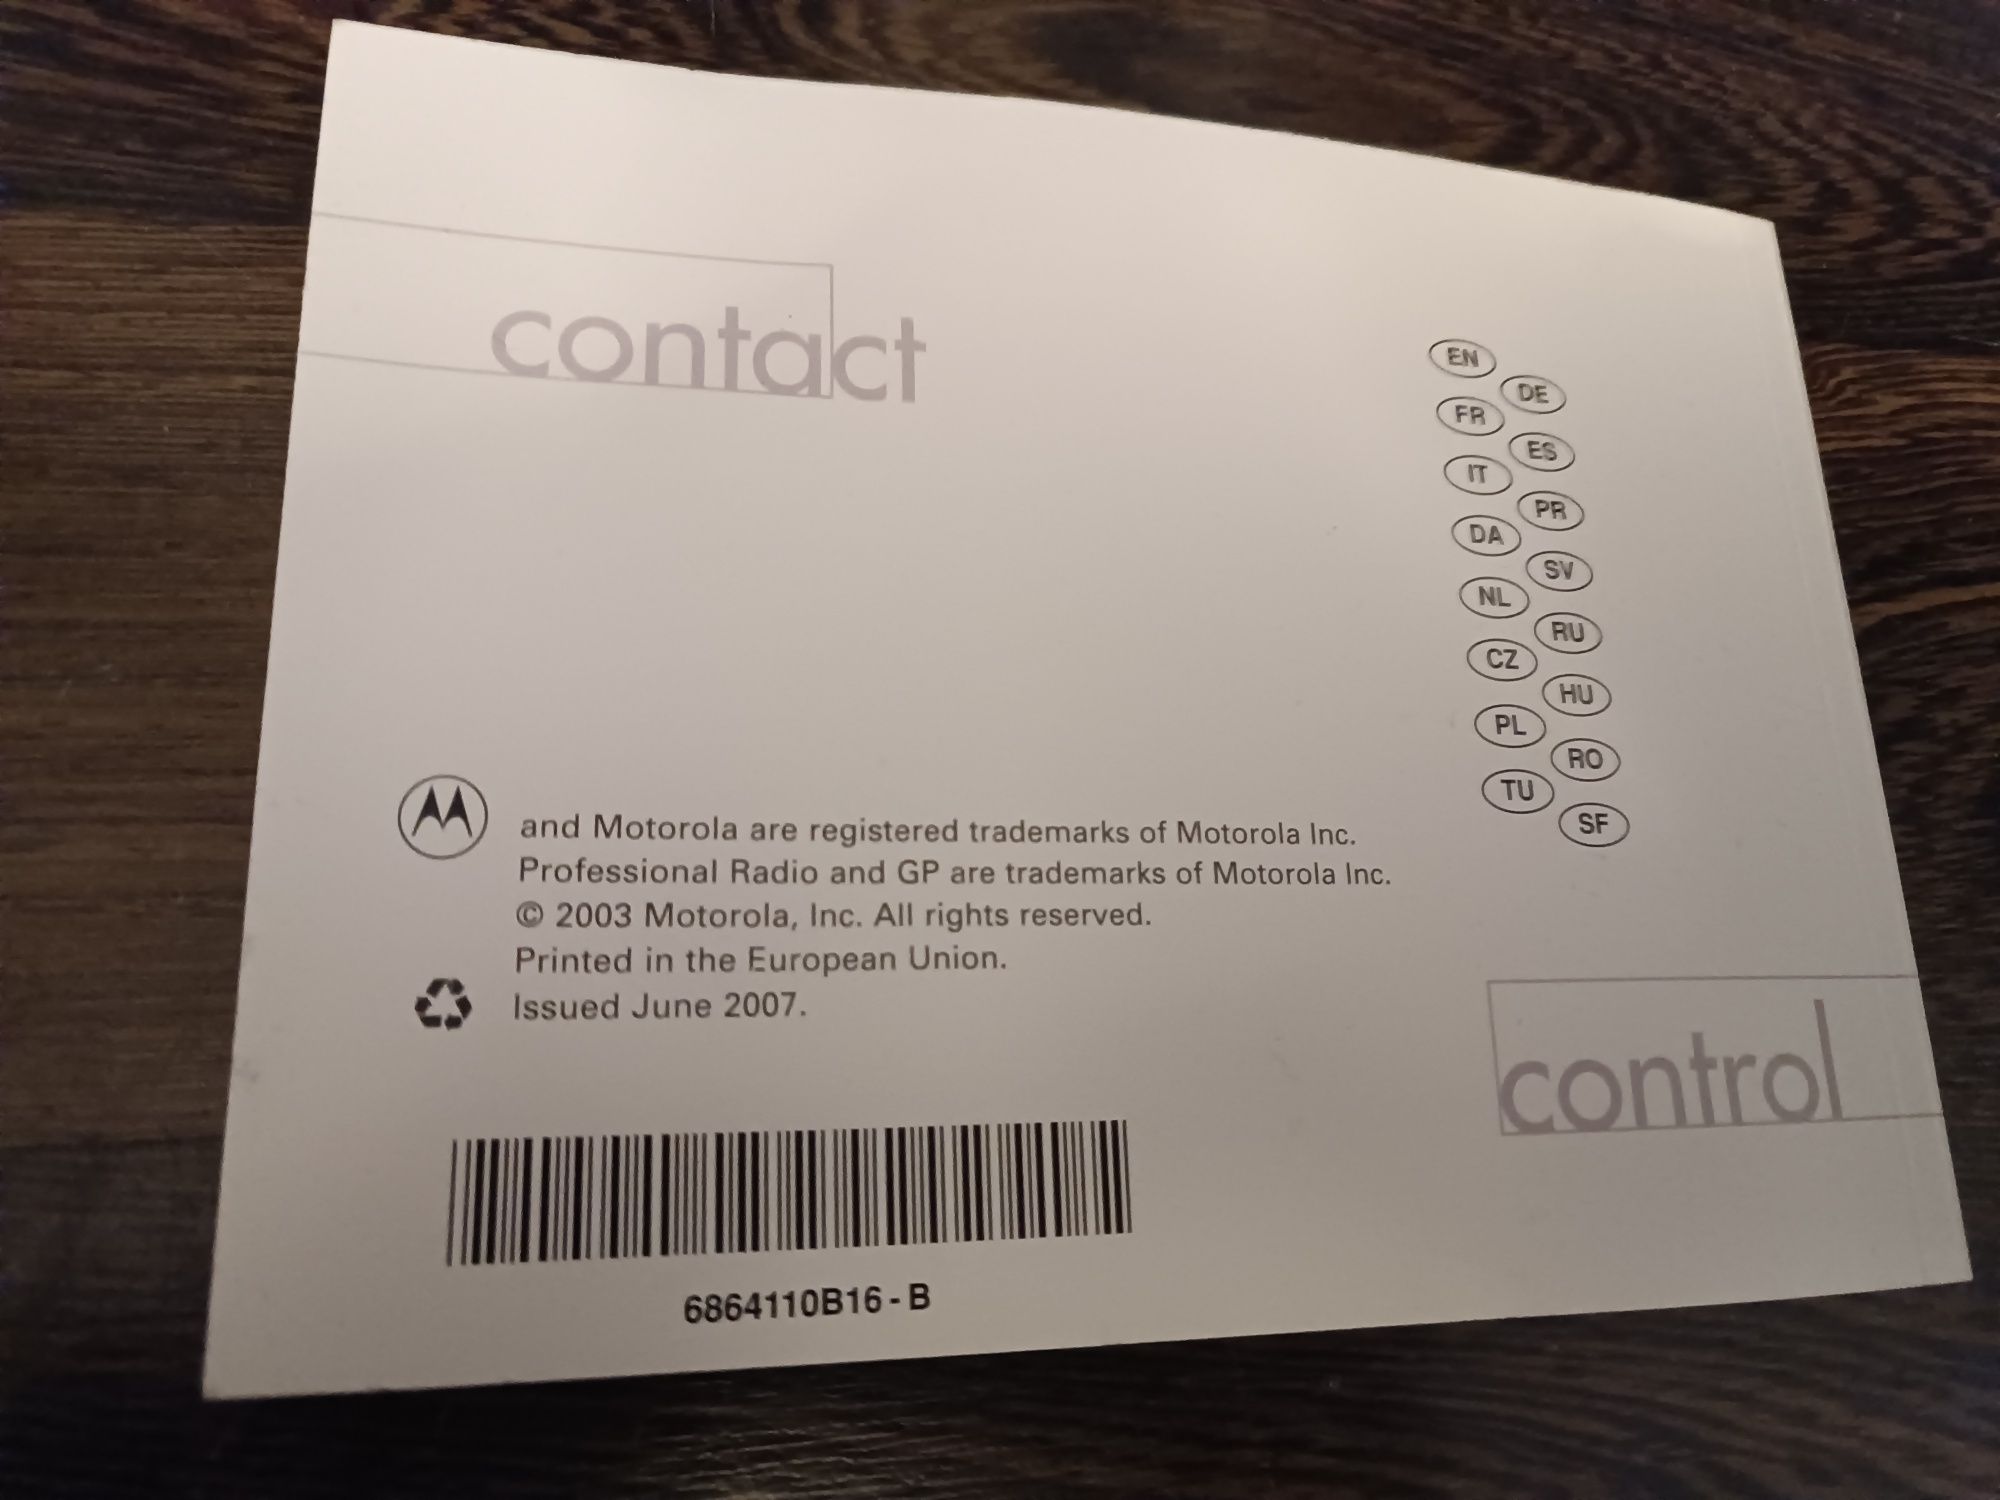 contact
EN
DE
FR
ES
IT
PR
DA
SV
NL
RU
CZ
HU
PL
RO
TU
SF
and Motorola are registered trademarks of Motorola Inc.
Professional Radio and GP are trademarks of Motorola Inc.
© 2003 Motorola, Inc. All rights reserved.
Printed in the European Union.
Issued June 2007.
control
6864110B16-B